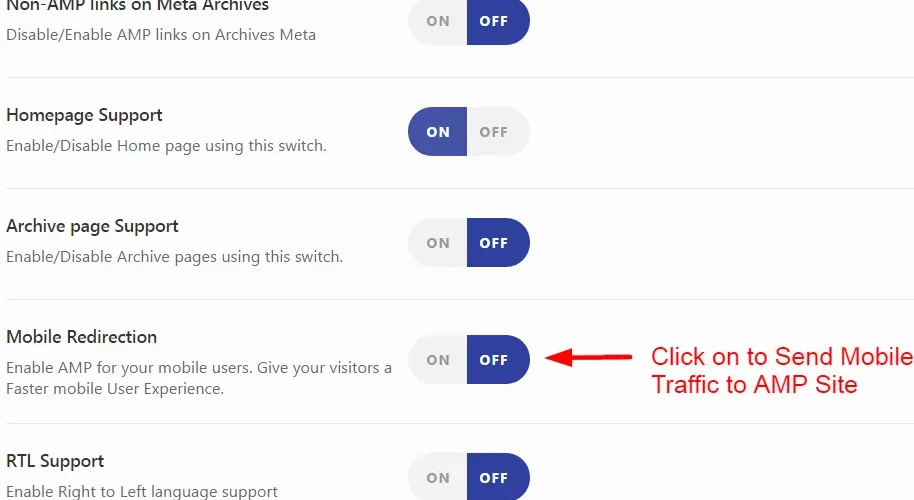 Non-AMP links on Meta Archives
Disable/Enable AMP links on Archives Meta
ON OFF
Homepage Support
Enable/Disable Home page using this switch.
ON OFF
Archive page Support
Enable/Disable Archive pages using this switch.
ON OFF
Mobile Redirection
Enable AMP for your mobile users. Give your visitors a
Faster mobile User Experience.
ON OFF
Click on to Send Mobile
Traffic to AMP Site
RTL Support
Enable Right to Left language support
ON OFF